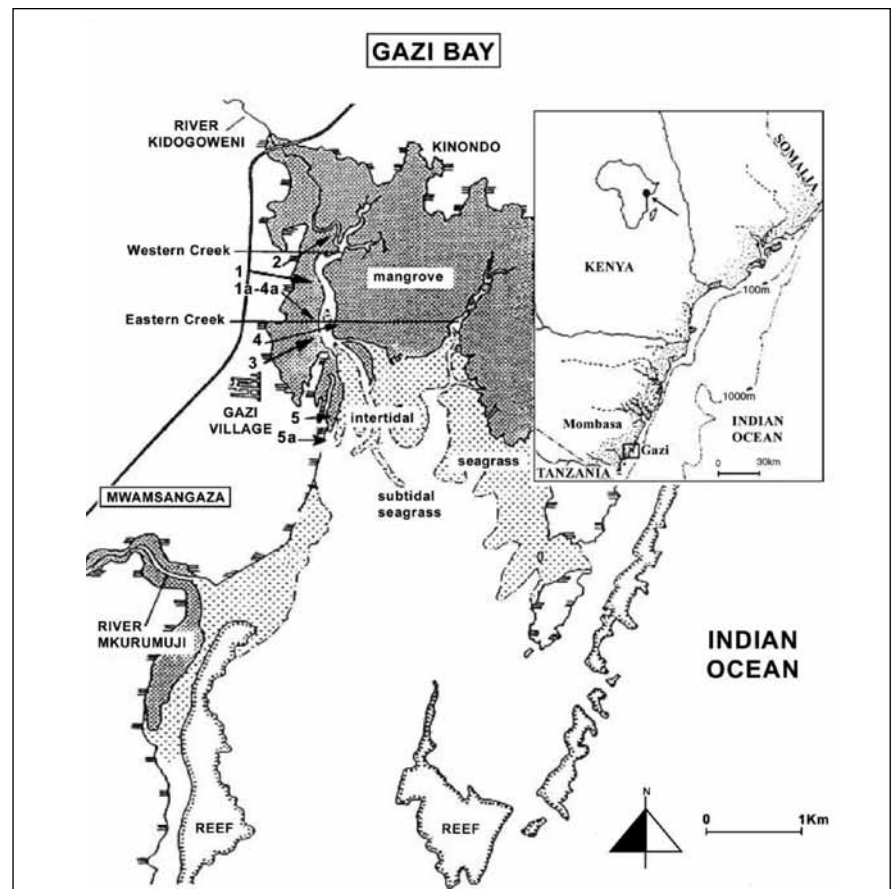 GAZI BAY
RIVER
KIDOGOWENI
KINONDO
Western Creek
2
1
1a-4a
mangrove
Eastern Creek
4
3
GAZI
VILLAGE
5
intertidal
5a
seagrass
MWAMSANGAZA
subtidal
seagrass
RIVER
MKURUMUJI
REEF
REEF
INDIAN
OCEAN
N
0
1Km
SOMALIA
KENYA
100m
1000m
Mombasa
INDIAN
OCEAN
Gazi
0
30km
TANZANIA